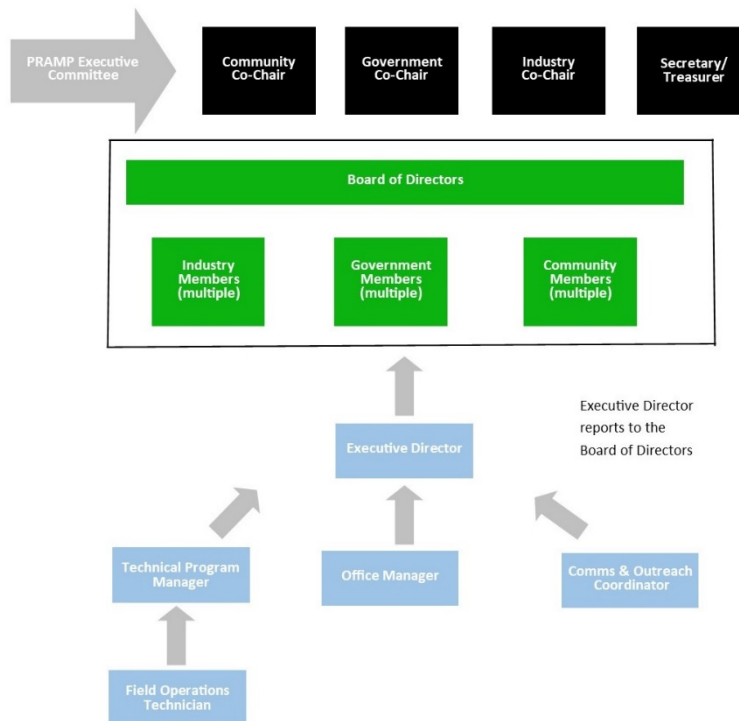 PRAMP Executive
Committee
Community
Co-Chair
Government
Co-Chair
Industry
Co-Chair
Secretary/
Treasurer
Board of Directors
Industry
Members
(multiple)
Government
Members
(multiple)
Community
Members
(multiple)
Executive Director
Executive Director
reports to the
Board of Directors
Technical Program
Manager
Office Manager
Comms & Outreach
Coordinator
Field Operations
Technician